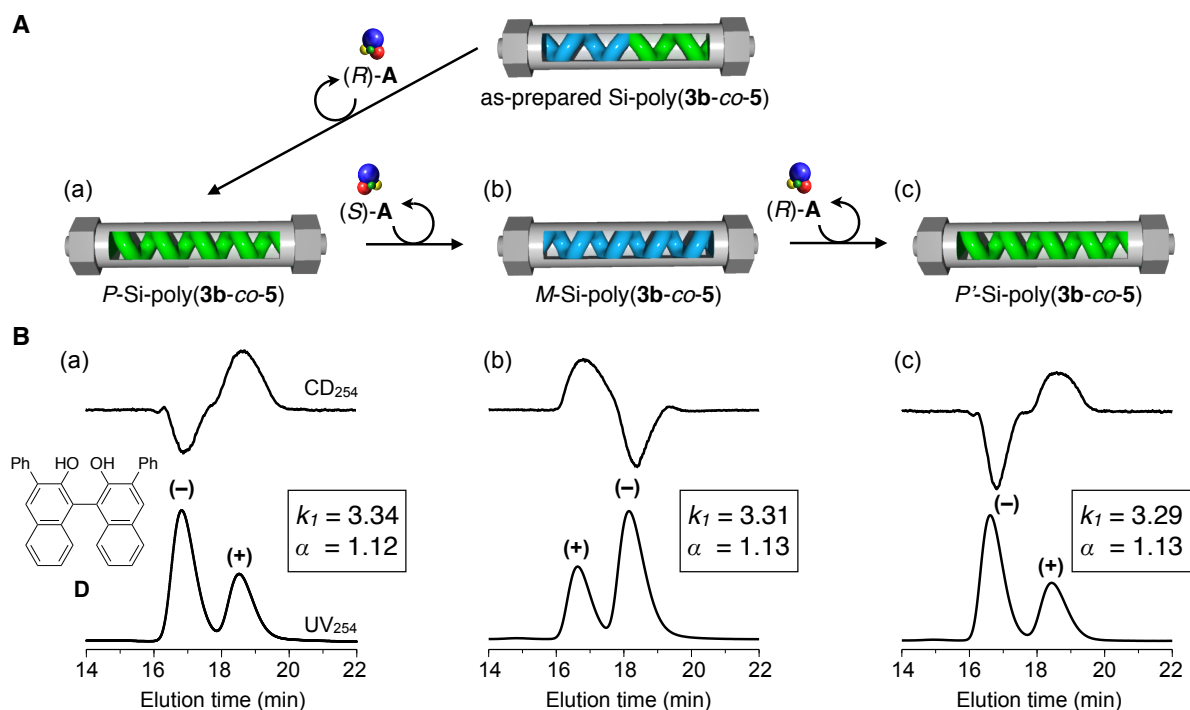 A
(R)-A
as-prepared Si-poly(3b-co-5)
(a)
(S)-A
(b)
(R)-A
(c)
P-Si-poly(3b-co-5)
M-Si-poly(3b-co-5)
P'-Si-poly(3b-co-5)
B
(a)
CD254
Ph HO OH Ph
D
(–)
(+)
k1 = 3.34
α = 1.12
UV254
14 16 18 20 22
Elution time (min)
(b)
(+)
(–)
k1 = 3.31
α = 1.13
14 16 18 20 22
Elution time (min)
(c)
(–)
(+)
k1 = 3.29
α = 1.13
14 16 18 20 22
Elution time (min)